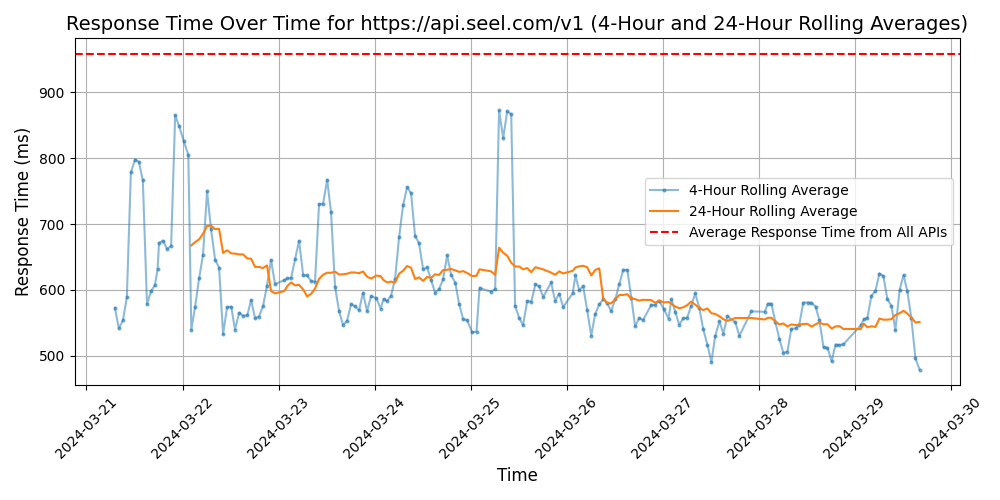 Response Time Over Time for https://api.seel.com/v1 (4-Hour and 24-Hour Rolling Averages)
Response Time (ms)
900
800
700
600
500
4-Hour Rolling Average
24-Hour Rolling Average
Average Response Time from All APIs
2024-03-21
2024-03-22
2024-03-23
2024-03-24
2024-03-25
2024-03-26
2024-03-27
2024-03-28
2024-03-29
2024-03-30
Time